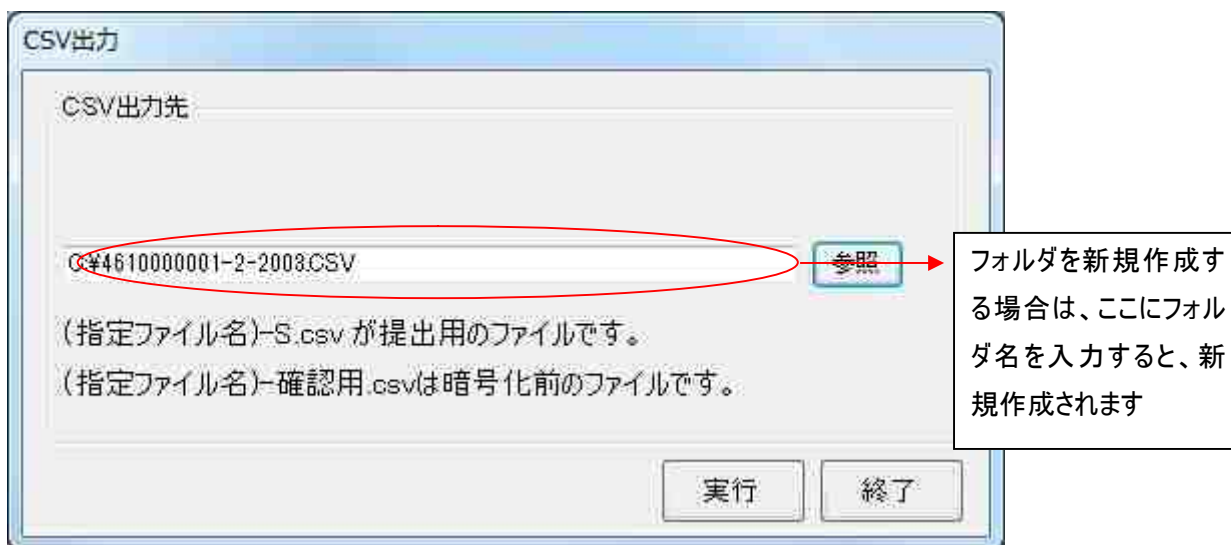 CSV出力
CSV出力先
C:¥4610000001-2-2008.CSV
参照
(指定ファイル名)-S.csv が提出用のファイルです。
(指定ファイル名)-確認用.csvは暗号化前のファイルです。
実行
終了
フォルダを新規作成す
る場合は、ここにフォル
ダ名を入力すると、新
規作成されます